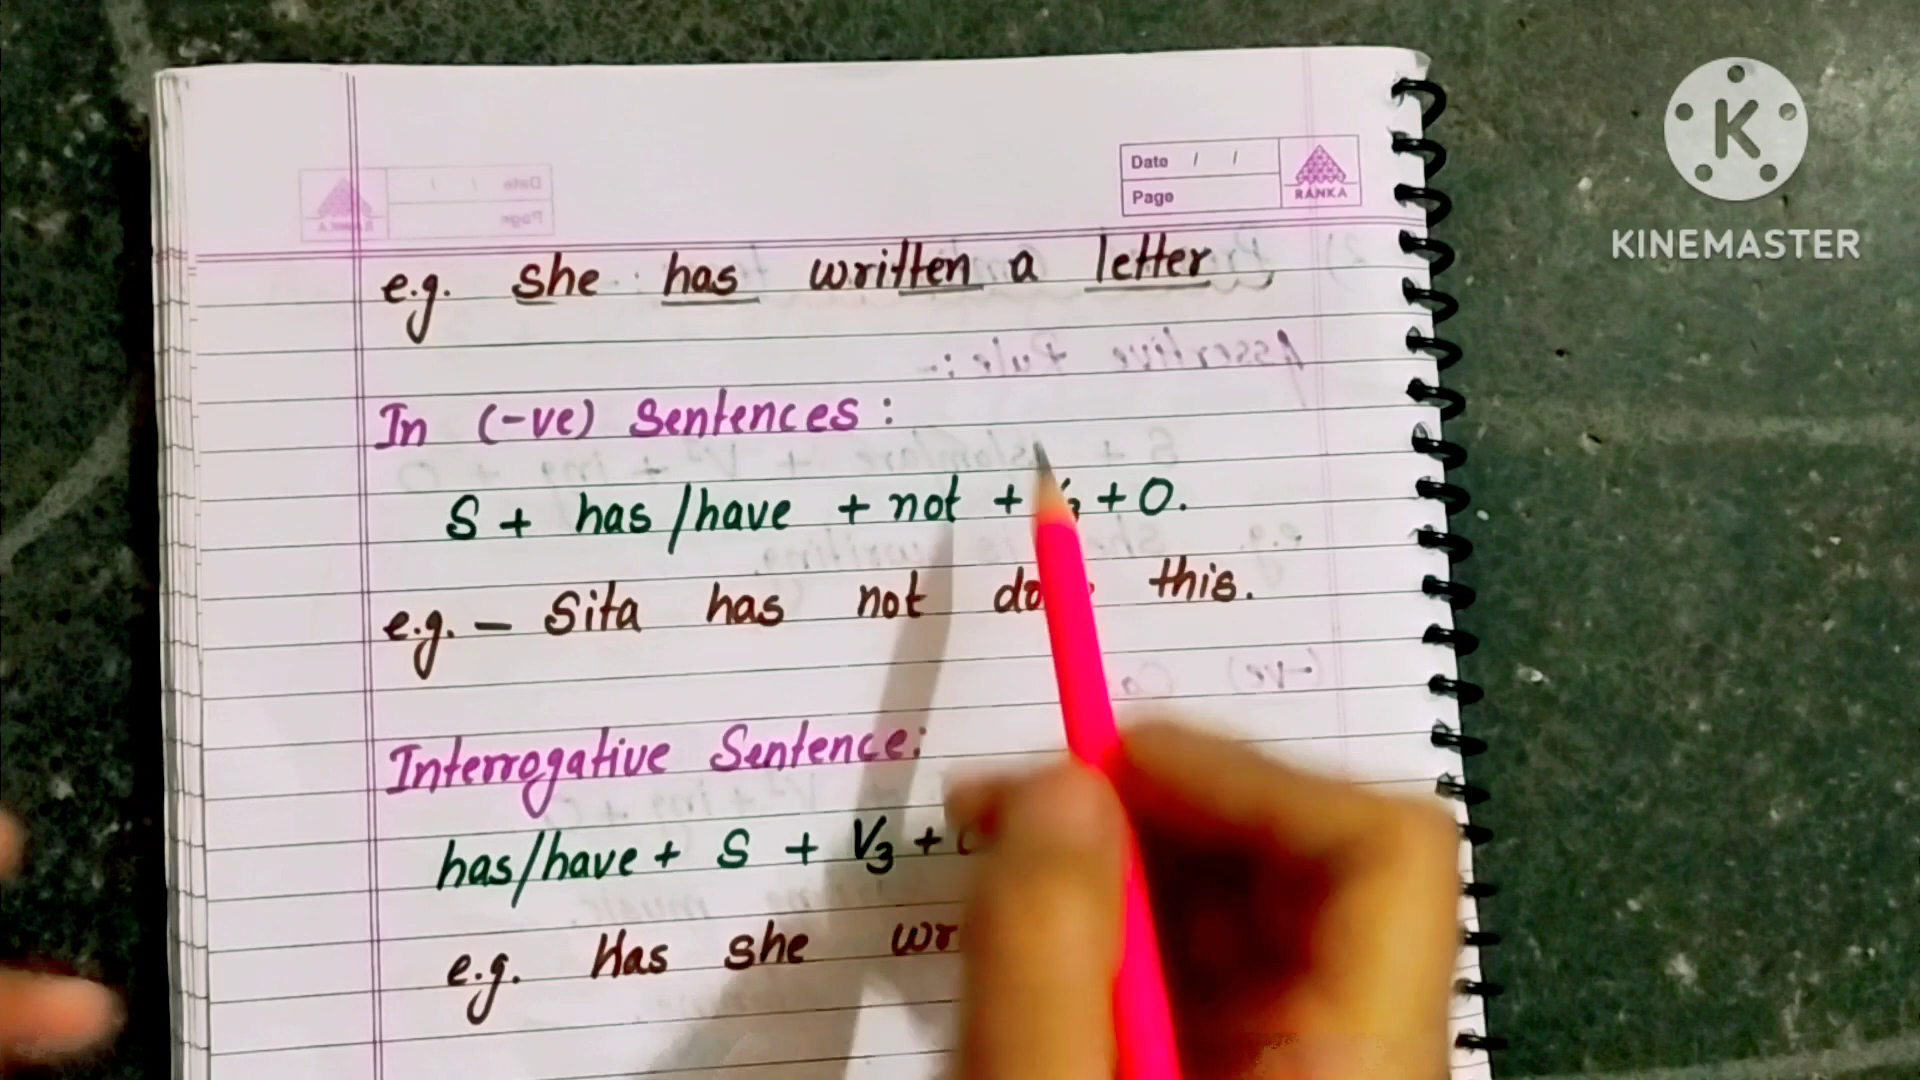 Date / /
Page
RANKA
KINEMASTER
e.g. she has written a letter
In (-ve) Sentences:
S + has/have + not + + O.
e.g. – Sita has not this.
Interrogative Sentence:
has/have + S + V3 +
e.g. Has she